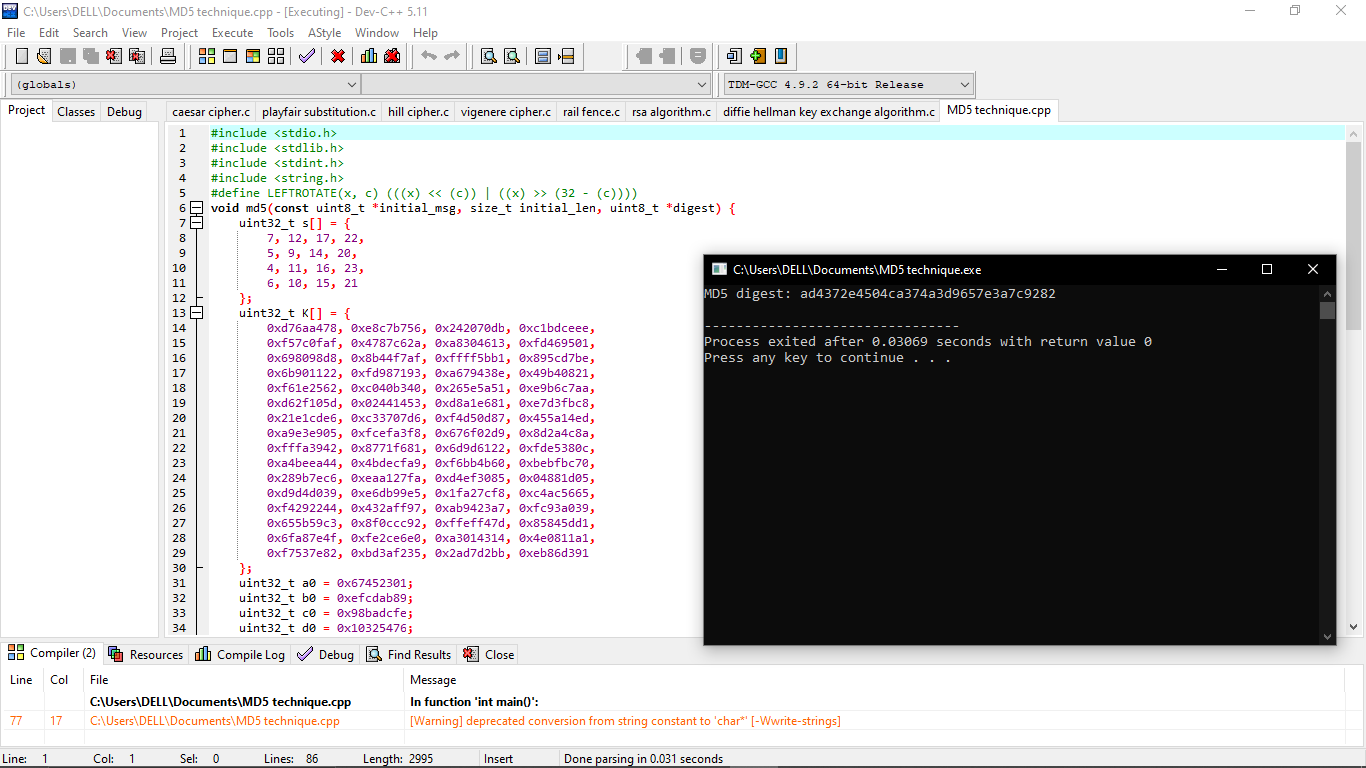 C:\Users\DELL\Documents\MD5 technique.cpp - [Executing] - Dev-C++ 5.11
File Edit Search View Project Execute Tools AStyle Window Help
(globals)
TDM-GCC 4.9.2 64-bit Release
Project Classes Debug
caesar cipher.c playfair substitution.c hill cipher.c vigenere cipher.c rail fence.c rsa algorithm.c diffie hellman key exchange algorithm.c MD5 technique.cpp
1 #include <stdio.h>
2 #include <stdlib.h>
3 #include <stdint.h>
4 #include <string.h>
5 #define LEFTROTATE(x, c) (((x) << (c)) | ((x) >> (32 - (c))))
6 void md5(const uint8_t *initial_msg, size_t initial_len, uint8_t *digest) {
7 uint32_t s[] = {
8 7, 12, 17, 22,
9 5, 9, 14, 20,
10 4, 11, 16, 23,
11 6, 10, 15, 21
12 };
13 uint32_t K[] = {
14 0xd76aa478, 0xe8c7b756, 0x242070db, 0xc1bdceee,
15 0xf57c0faf, 0x4787c62a, 0xa8304613, 0xfd469501,
16 0x698098d8, 0x8b44f7af, 0xffff5bb1, 0x895cd7be,
17 0x6b901122, 0xfd987193, 0xa679438e, 0x49b40821,
18 0xf61e2562, 0xc040b340, 0x265e5a51, 0xe9b6c7aa,
19 0xd62f105d, 0x02441453, 0xd8a1e681, 0xe7d3fbc8,
20 0x21e1cde6, 0xc33707d6, 0xf4d50d87, 0x455a14ed,
21 0xa9e3e905, 0xfcefa3f8, 0x676f02d9, 0x8d2a4c8a,
22 0xfffa3942, 0x8771f681, 0x6d9d6122, 0xfde5380c,
23 0xa4beea44, 0x4bdecfa9, 0xf6bb4b60, 0xbebfbc70,
24 0x289b7ec6, 0xeaa127fa, 0xd4ef3085, 0x04881d05,
25 0xd9d4d039, 0xe6db99e5, 0x1fa27cf8, 0xc4ac5665,
26 0xf4292244, 0x432aff97, 0xab9423a7, 0xfc93a039,
27 0x655b59c3, 0x8f0ccc92, 0xffeff47d, 0x85845dd1,
28 0x6fa87e4f, 0xfe2ce6e0, 0xa3014314, 0x4e0811a1,
29 0xf7537e82, 0xbd3af235, 0x2ad7d2bb, 0xeb86d391
30 };
31 uint32_t a0 = 0x67452301;
32 uint32_t b0 = 0xefcdab89;
33 uint32_t c0 = 0x98badcfe;
34 uint32_t d0 = 0x10325476;
C:\Users\DELL\Documents\MD5 technique.exe
MD5 digest: ad4372e4504ca374a3d9657e3a7c9282
--------------------------------
Process exited after 0.03069 seconds with return value 0
Press any key to continue . . .
Compiler (2) Resources Compile Log Debug Find Results Close
Line Col File Message
C:\Users\DELL\Documents\MD5 technique.cpp In function 'int main()':
77 17 C:\Users\DELL\Documents\MD5 technique.cpp [Warning] deprecated conversion from string constant to 'char*' [-Wwrite-strings]
Line: 1 Col: 1 Sel: 0 Lines: 86 Length: 2995 Insert Done parsing in 0.031 seconds